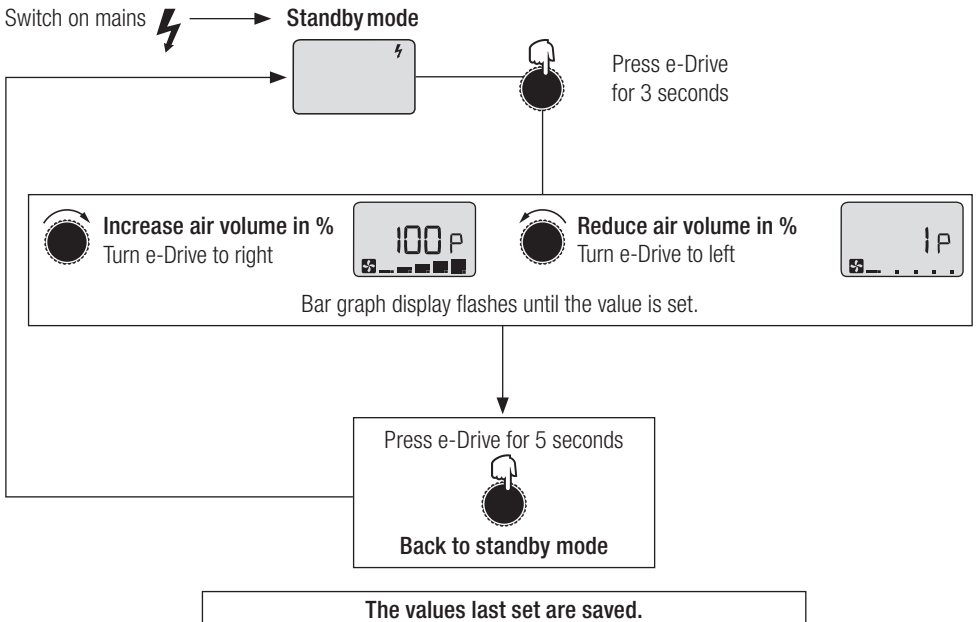 Switch on mains
Standby mode
Press e-Drive
for 3 seconds
Increase air volume in %
Turn e-Drive to right
100 P
Reduce air volume in %
Turn e-Drive to left
1 P
Bar graph display flashes until the value is set.
Press e-Drive for 5 seconds
Back to standby mode
The values last set are saved.